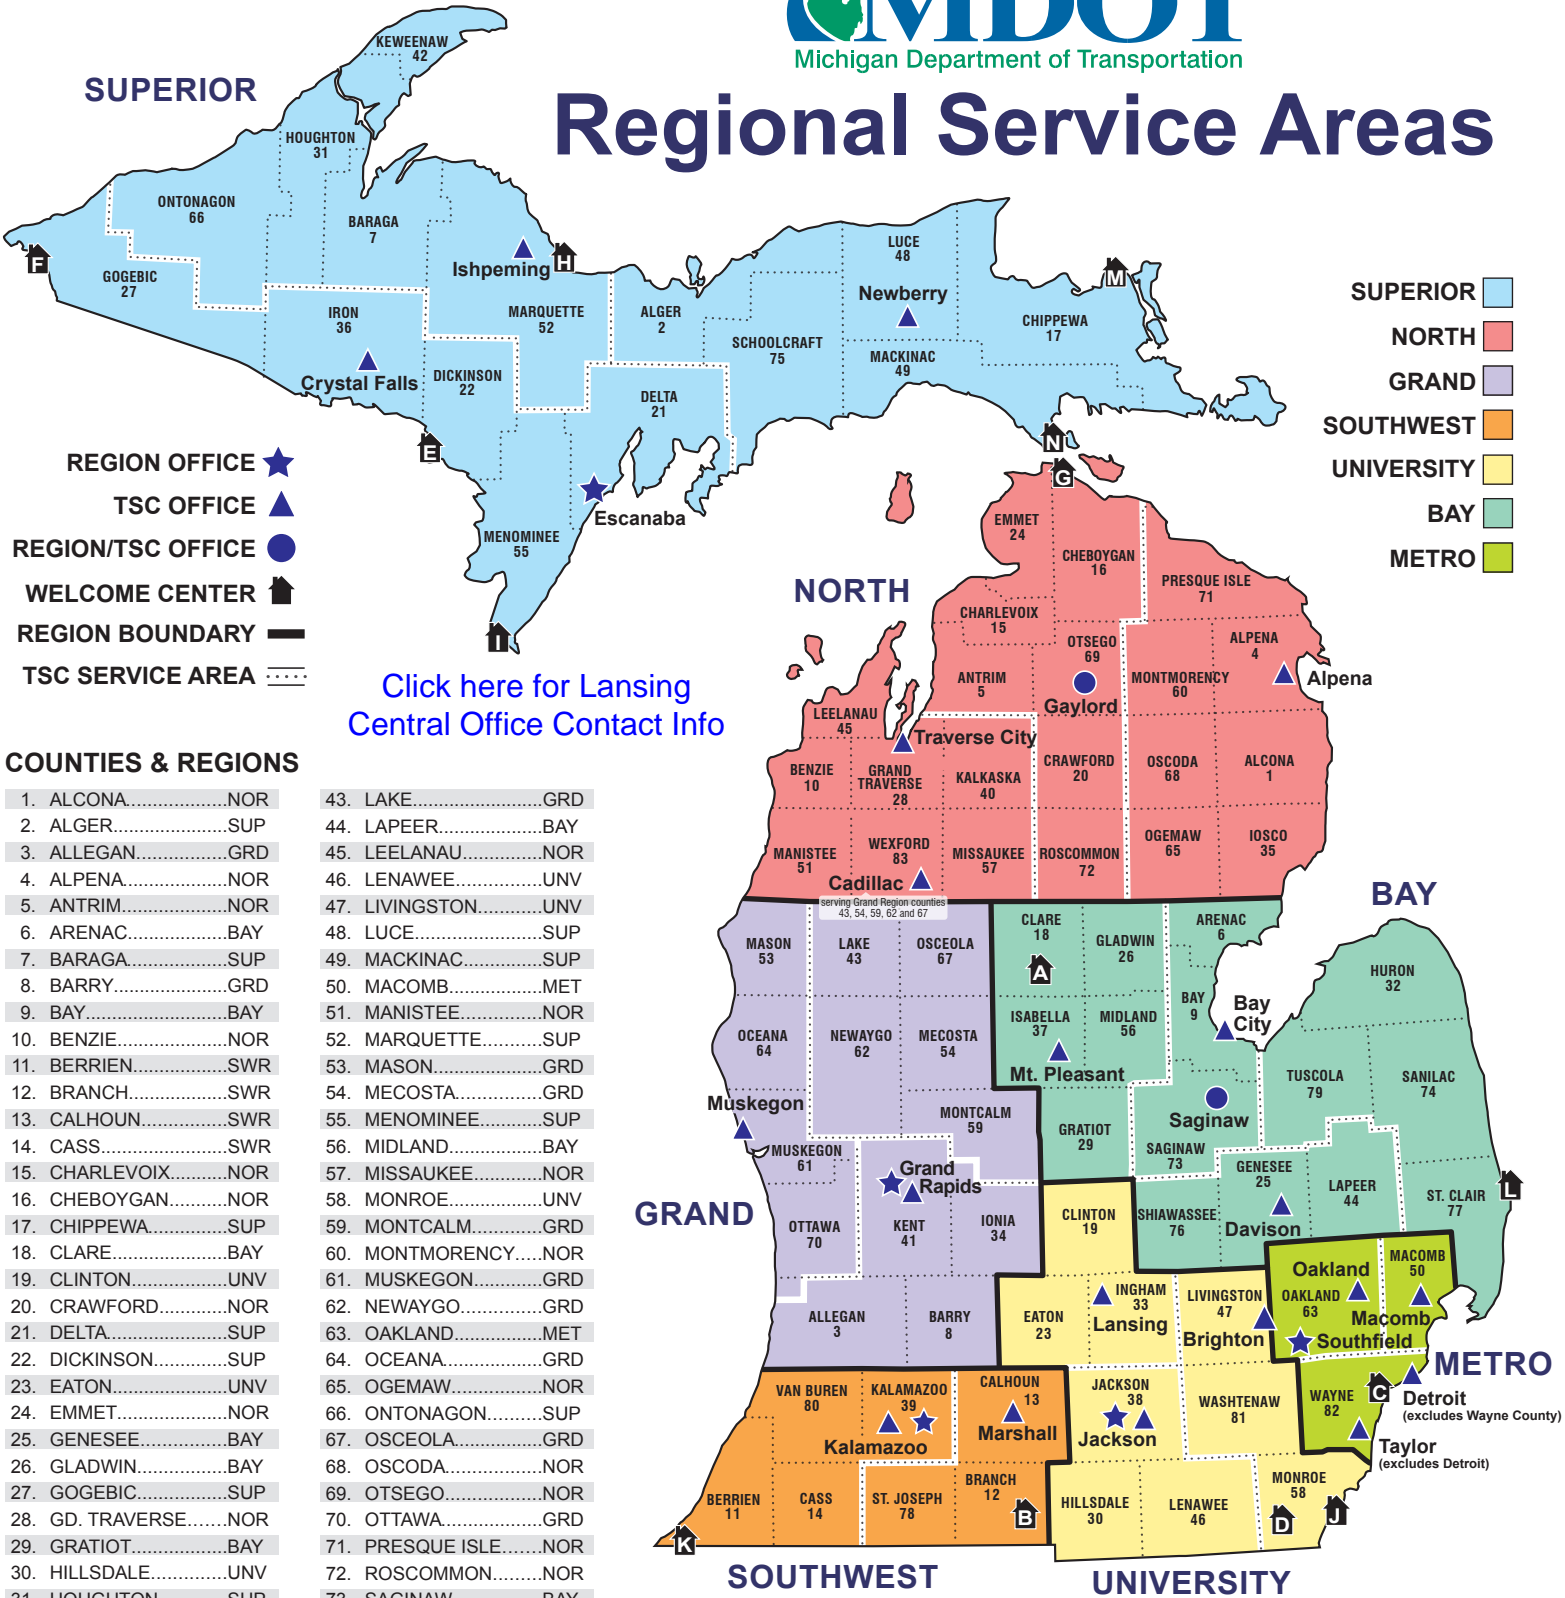 MDOT
Michigan Department of Transportation
Regional Service Areas
SUPERIOR
KEWEENAW
42
HOUGHTON
31
ONTONAGON
66
BARAGA
7
GOGEBIC
27
F
Ishpeming
H
IRON
36
Crystal Falls
MARQUETTE
52
DICKINSON
22
ALGER
2
SCHOOLCRAFT
75
LUCE
48
Newberry
MACKINAC
49
CHIPPEWA
17
M
DELTA
21
E
Escanaba
MENOMINEE
55
I
N
G
SUPERIOR
NORTH
GRAND
SOUTHWEST
UNIVERSITY
BAY
METRO
REGION OFFICE
TSC OFFICE
REGION/TSC OFFICE
WELCOME CENTER
REGION BOUNDARY
TSC SERVICE AREA
Click here for Lansing
Central Office Contact Info
NORTH
EMMET
24
CHEBOYGAN
16
PRESQUE ISLE
71
CHARLEVOIX
15
OTSEGO
69
Gaylord
ALPENA
4
Alpena
ANTRIM
5
MONTMORENCY
60
LEELANAU
45
Traverse City
BENZIE
10
GRAND
TRAVERSE
28
KALKASKA
40
CRAWFORD
20
OSCODA
68
ALCONA
1
MANISTEE
51
WEXFORD
83
Cadillac
MISSAUKEE
57
ROSCOMMON
72
OGEMAW
65
IOSCO
35
serving Grand Region counties
43, 54, 59, 62 and 67
BAY
MASON
53
LAKE
43
OSCEOLA
67
CLARE
18
A
GLADWIN
26
ARENAC
6
HURON
32
OCEANA
64
NEWAYGO
62
MECOSTA
54
ISABELLA
37
Mt. Pleasant
MIDLAND
56
BAY
9
Bay
City
TUSCOLA
79
SANILAC
74
Muskegon
MUSKEGON
61
MONTCALM
59
GRATIOT
29
Saginaw
SAGINAW
73
GRAND
Grand
Rapids
OTTAWA
70
KENT
41
IONIA
34
CLINTON
19
SHIAWASSEE
76
GENESEE
25
Davison
LAPEER
44
ST. CLAIR
77
L
ALLEGAN
3
BARRY
8
EATON
23
INGHAM
33
Lansing
LIVINGSTON
47
Brighton
Oakland
OAKLAND
63
Southfield
MACOMB
50
Macomb
METRO
VAN BUREN
80
KALAMAZOO
39
Kalamazoo
CALHOUN
13
Marshall
JACKSON
38
Jackson
WASHTENAW
81
WAYNE
82
C
Detroit
(excludes Wayne County)
Taylor
(excludes Detroit)
BERRIEN
11
K
CASS
14
ST. JOSEPH
78
BRANCH
12
B
HILLSDALE
30
LENAWEE
46
MONROE
58
D
J
SOUTHWEST
UNIVERSITY
COUNTIES & REGIONS
1. ALCONA..................NOR
2. ALGER......................SUP
3. ALLEGAN..................GRD
4. ALPENA....................NOR
5. ANTRIM.....................NOR
6. ARENAC...................BAY
7. BARAGA....................SUP
8. BARRY......................GRD
9. BAY...........................BAY
10. BENZIE....................NOR
11. BERRIEN..................SWR
12. BRANCH..................SWR
13. CALHOUN................SWR
14. CASS.......................SWR
15. CHARLEVOIX...........NOR
16. CHEBOYGAN...........NOR
17. CHIPPEWA...............SUP
18. CLARE.....................BAY
19. CLINTON..................UNV
20. CRAWFORD.............NOR
21. DELTA.......................SUP
22. DICKINSON..............SUP
23. EATON......................UNV
24. EMMET.....................NOR
25. GENESEE.................BAY
26. GLADWIN.................BAY
27. GOGEBIC.................SUP
28. GD. TRAVERSE.......NOR
29. GRATIOT..................BAY
30. HILLSDALE...............UNV
31. HOUGHTON.............SUP
43. LAKE.........................GRD
44. LAPEER....................BAY
45. LEELANAU...............NOR
46. LENAWEE.................UNV
47. LIVINGSTON............UNV
48. LUCE.........................SUP
49. MACKINAC...............SUP
50. MACOMB..................MET
51. MANISTEE................NOR
52. MARQUETTE...........SUP
53. MASON.....................GRD
54. MECOSTA.................GRD
55. MENOMINEE............SUP
56. MIDLAND..................BAY
57. MISSAUKEE.............NOR
58. MONROE..................UNV
59. MONTCALM.............GRD
60. MONTMORENCY.....NOR
61. MUSKEGON.............GRD
62. NEWAYGO................GRD
63. OAKLAND.................MET
64. OCEANA...................GRD
65. OGEMAW.................NOR
66. ONTONAGON..........SUP
67. OSCEOLA.................GRD
68. OSCODA..................NOR
69. OTSEGO...................NOR
70. OTTAWA....................GRD
71. PRESQUE ISLE.......NOR
72. ROSCOMMON.........NOR
73. SAGINAW.................BAY